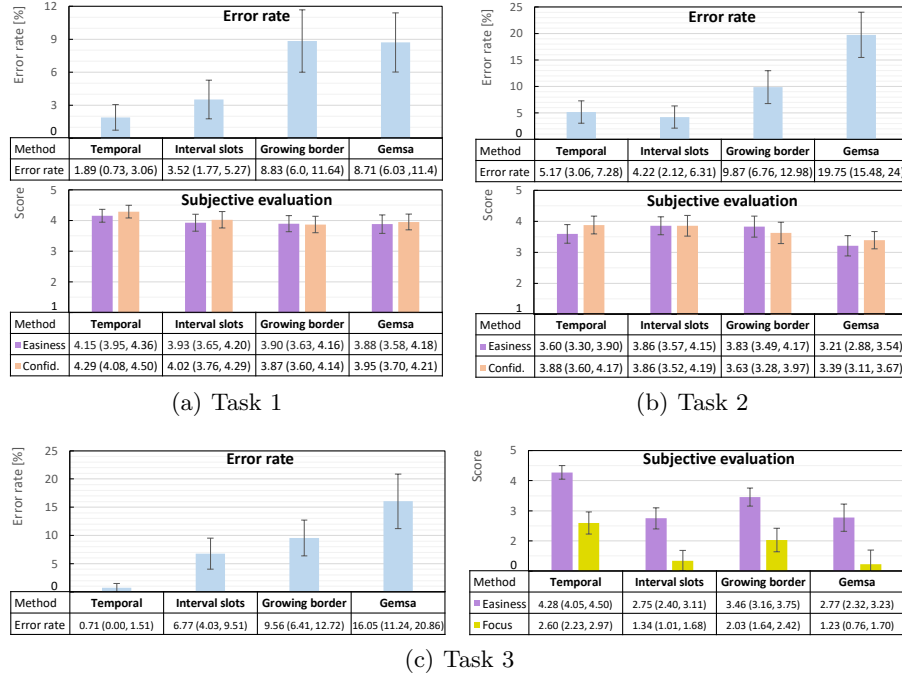 Error rate
Error rate [%]
12
9
6
3
0
Method Temporal Interval slots Growing border Gemsa
Error rate 1.89 (0.73, 3.06) 3.52 (1.77, 5.27) 8.83 (6.0, 11.64) 8.71 (6.03 ,11.4)
Subjective evaluation
Score
5
4
3
2
1
Method Temporal Interval slots Growing border Gemsa
Easiness 4.15 (3.95, 4.36) 3.93 (3.65, 4.20) 3.90 (3.63, 4.16) 3.88 (3.58, 4.18)
Confid. 4.29 (4.08, 4.50) 4.02 (3.76, 4.29) 3.87 (3.60, 4.14) 3.95 (3.70, 4.21)
(a) Task 1
Error rate
Error rate [%]
25
20
15
10
5
0
Method Temporal Interval slots Growing border Gemsa
Error rate 5.17 (3.06, 7.28) 4.22 (2.12, 6.31) 9.87 (6.76, 12.98) 19.75 (15.48, 24)
Subjective evaluation
Score
5
4
3
2
1
Method Temporal Interval slots Growing border Gemsa
Easiness 3.60 (3.30, 3.90) 3.86 (3.57, 4.15) 3.83 (3.49, 4.17) 3.21 (2.88, 3.54)
Confid. 3.88 (3.60, 4.17) 3.86 (3.52, 4.19) 3.63 (3.28, 3.97) 3.39 (3.11, 3.67)
(b) Task 2
Error rate
Error rate [%]
25
20
15
10
5
0
Method Temporal Interval slots Growing border Gemsa
Error rate 0.71 (0.00, 1.51) 6.77 (4.03, 9.51) 9.56 (6.41, 12.72) 16.05 (11.24, 20.86)
Subjective evaluation
Score
5
4
3
2
1
Method Temporal Interval slots Growing border Gemsa
Easiness 4.28 (4.05, 4.50) 2.75 (2.40, 3.11) 3.46 (3.16, 3.75) 2.77 (2.32, 3.23)
Focus 2.60 (2.23, 2.97) 1.34 (1.01, 1.68) 2.03 (1.64, 2.42) 1.23 (0.76, 1.70)
(c) Task 3